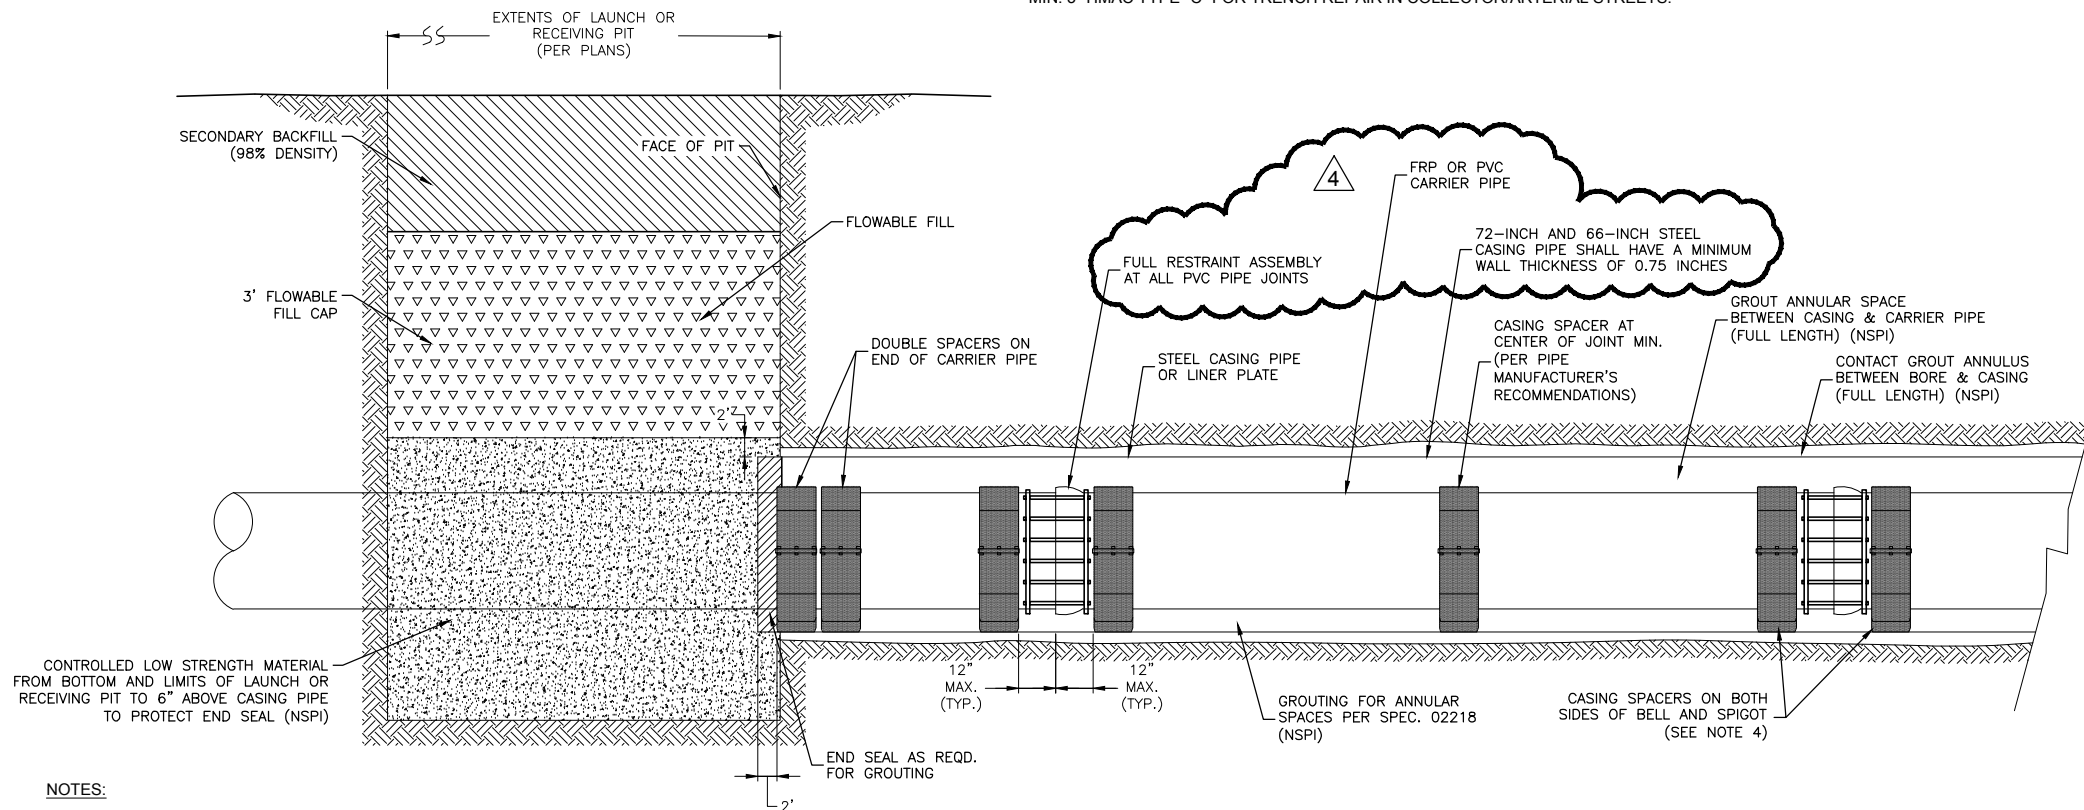 MIN. 6" HMAC TYPE "C" FOR TRENCH REPAIR IN COLLECTOR/ARTERIAL STREETS.
EXTENTS OF LAUNCH OR
RECEIVING PIT
(PER PLANS)
SECONDARY BACKFILL
(98% DENSITY)
FACE OF PIT
FLOWABLE FILL
3' FLOWABLE
FILL CAP
4
FRP OR PVC
CARRIER PIPE
FULL RESTRAINT ASSEMBLY
AT ALL PVC PIPE JOINTS
72-INCH AND 66-INCH STEEL
CASING PIPE SHALL HAVE A MINIMUM
WALL THICKNESS OF 0.75 INCHES
GROUT ANNULAR SPACE
BETWEEN CASING & CARRIER PIPE
(FULL LENGTH) (NSPI)
DOUBLE SPACERS ON
END OF CARRIER PIPE
STEEL CASING PIPE
OR LINER PLATE
CASING SPACER AT
CENTER OF JOINT MIN.
(PER PIPE
MANUFACTURER'S
RECOMMENDATIONS)
CONTACT GROUT ANNULUS
BETWEEN BORE & CASING
(FULL LENGTH) (NSPI)
2'
CONTROLLED LOW STRENGTH MATERIAL
FROM BOTTOM AND LIMITS OF LAUNCH OR
RECEIVING PIT TO 6" ABOVE CASING PIPE
TO PROTECT END SEAL (NSPI)
12"
MAX.
(TYP.)
12"
MAX.
(TYP.)
GROUTING FOR ANNULAR
SPACES PER SPEC. 02218
(NSPI)
CASING SPACERS ON BOTH
SIDES OF BELL AND SPIGOT
(SEE NOTE 4)
END SEAL AS REQD.
FOR GROUTING
2'
NOTES: